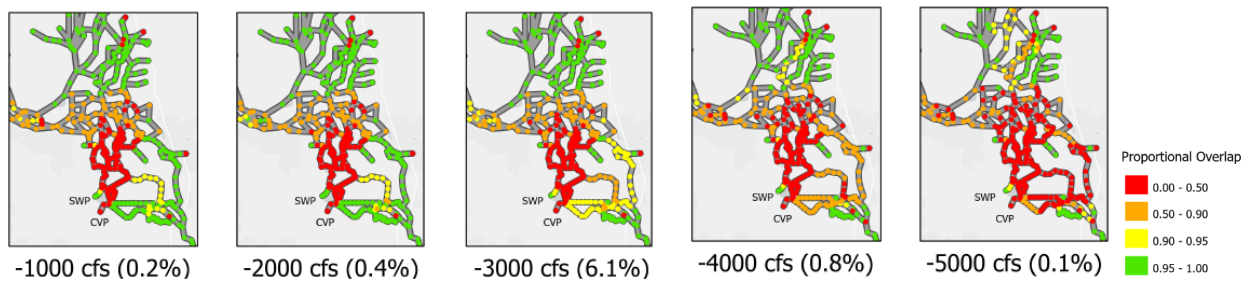 SWP
CVP
-1000 cfs (0.2%)
SWP
CVP
-2000 cfs (0.4%)
SWP
CVP
-3000 cfs (6.1%)
SWP
CVP
-4000 cfs (0.8%)
SWP
CVP
-5000 cfs (0.1%)
Proportional Overlap
0.00 - 0.50
0.50 - 0.90
0.90 - 0.95
0.95 - 1.00